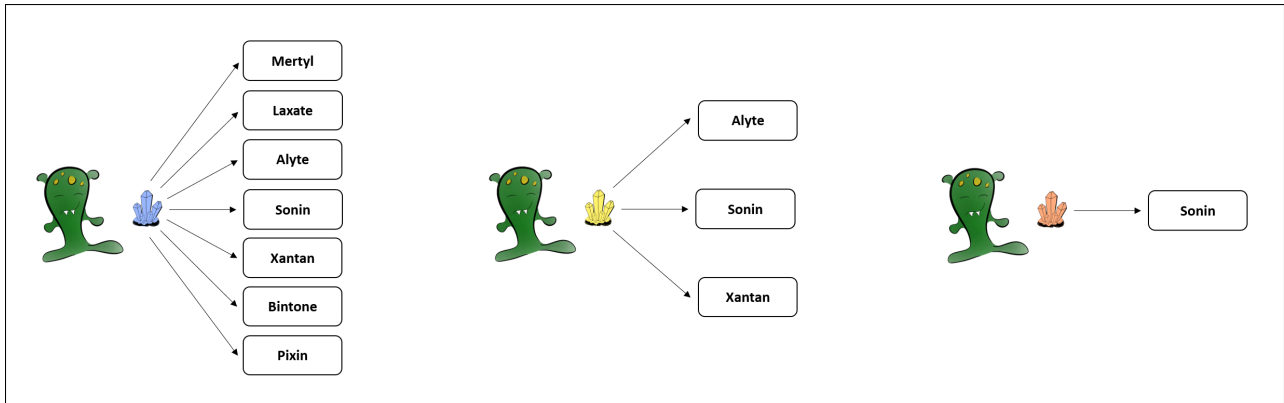 Mertyl
Laxate
Alyte
Sonin
Xantan
Bintone
Pixin
Alyte
Sonin
Xantan
Sonin